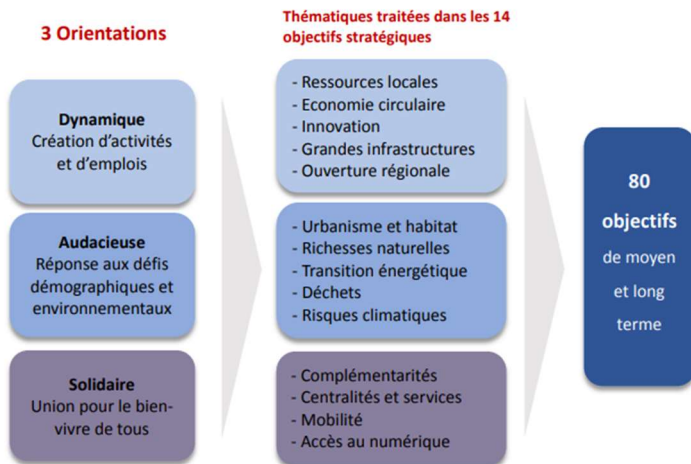 3 Orientations
Thématiques traitées dans les 14
objectifs stratégiques
Dynamique
Création d'activités
et d'emplois
- Ressources locales
- Economie circulaire
- Innovation
- Grandes infrastructures
- Ouverture régionale
Audacieuse
Réponse aux défis
démographiques et
environnementaux
- Urbanisme et habitat
- Richesses naturelles
- Transition énergétique
- Déchets
- Risques climatiques
Solidaire
Union pour le bien-
vivre de tous
- Complémentarités
- Centralités et services
- Mobilité
- Accès au numérique
80
objectifs
de moyen
et long
terme